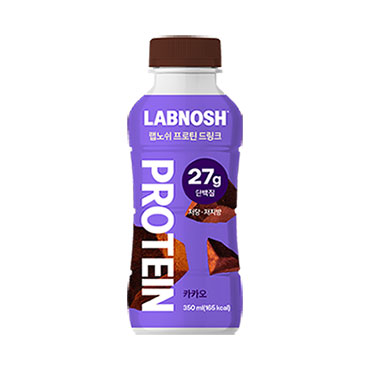 LABNOSH
랩노쉬 프로틴 드링크
PROTEIN
27g
단백질
저당·저지방
카카오
350 ml(165 kcal)